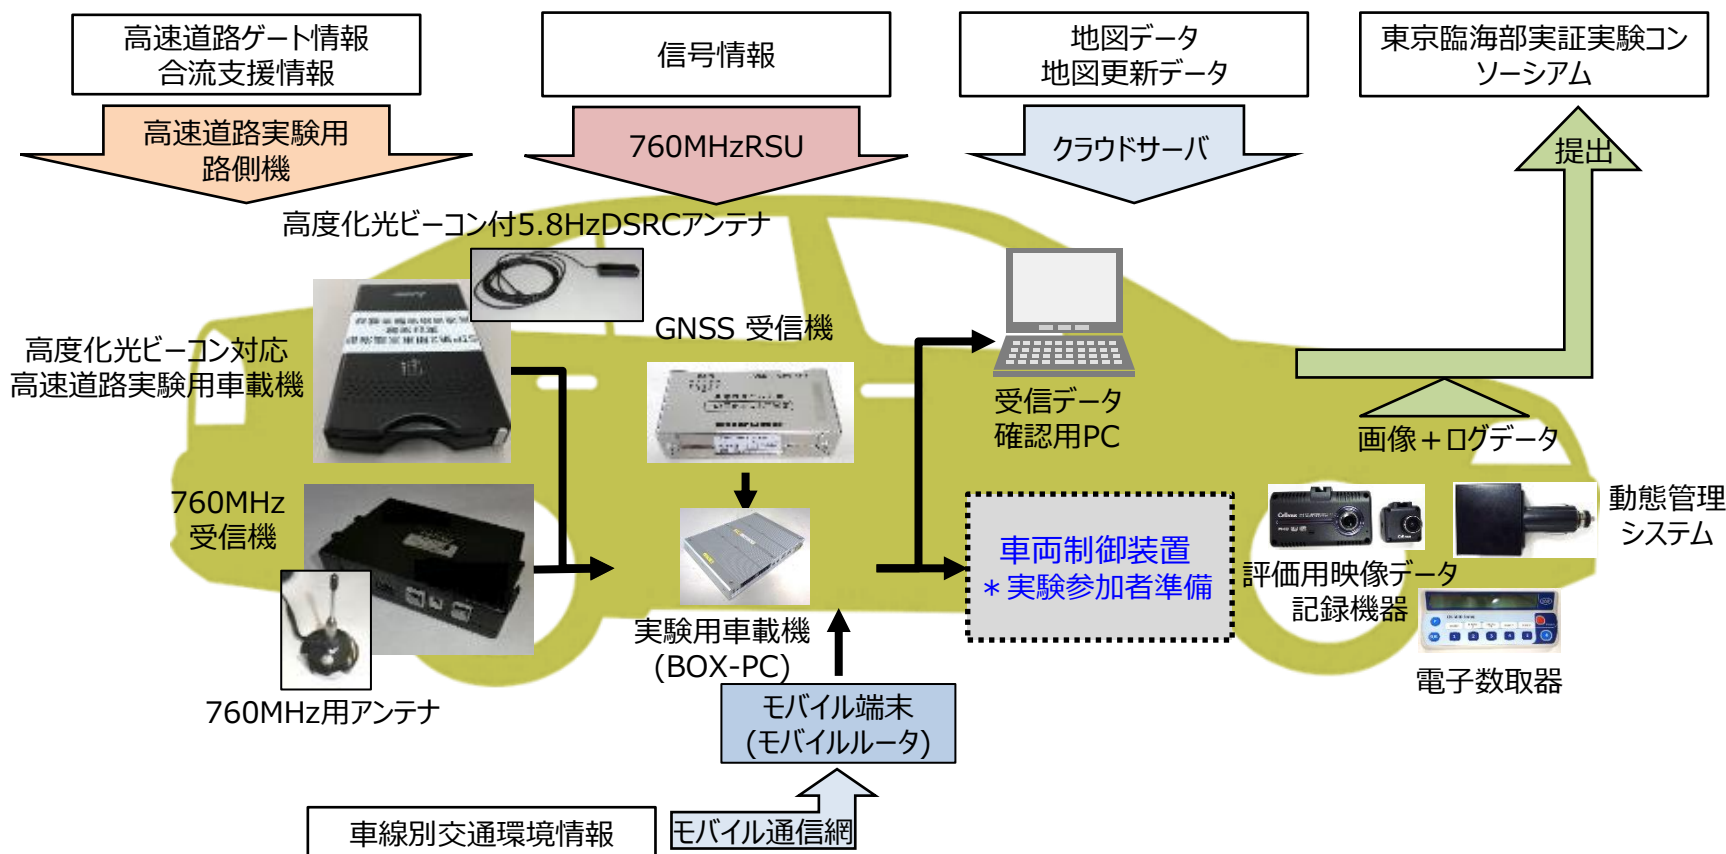 高速道路ゲート情報
合流支援情報
信号情報
地図データ
地図更新データ
東京臨海部実証実験コン
ソーシアム
高速道路実験用
路側機
760MHzRSU
クラウドサーバ
提出
高度化光ビーコン付5.8HzDSRCアンテナ
GNSS 受信機
高度化光ビーコン対応
高速道路実験用車載機
受信データ
確認用PC
画像+ログデータ
760MHz
受信機
動態管理
システム
車両制御装置
*実験参加者準備
評価用映像データ
記録機器
実験用車載機
(BOX-PC)
電子数取器
760MHz用アンテナ
モバイル端末
(モバイルルータ)
車線別交通環境情報
モバイル通信網